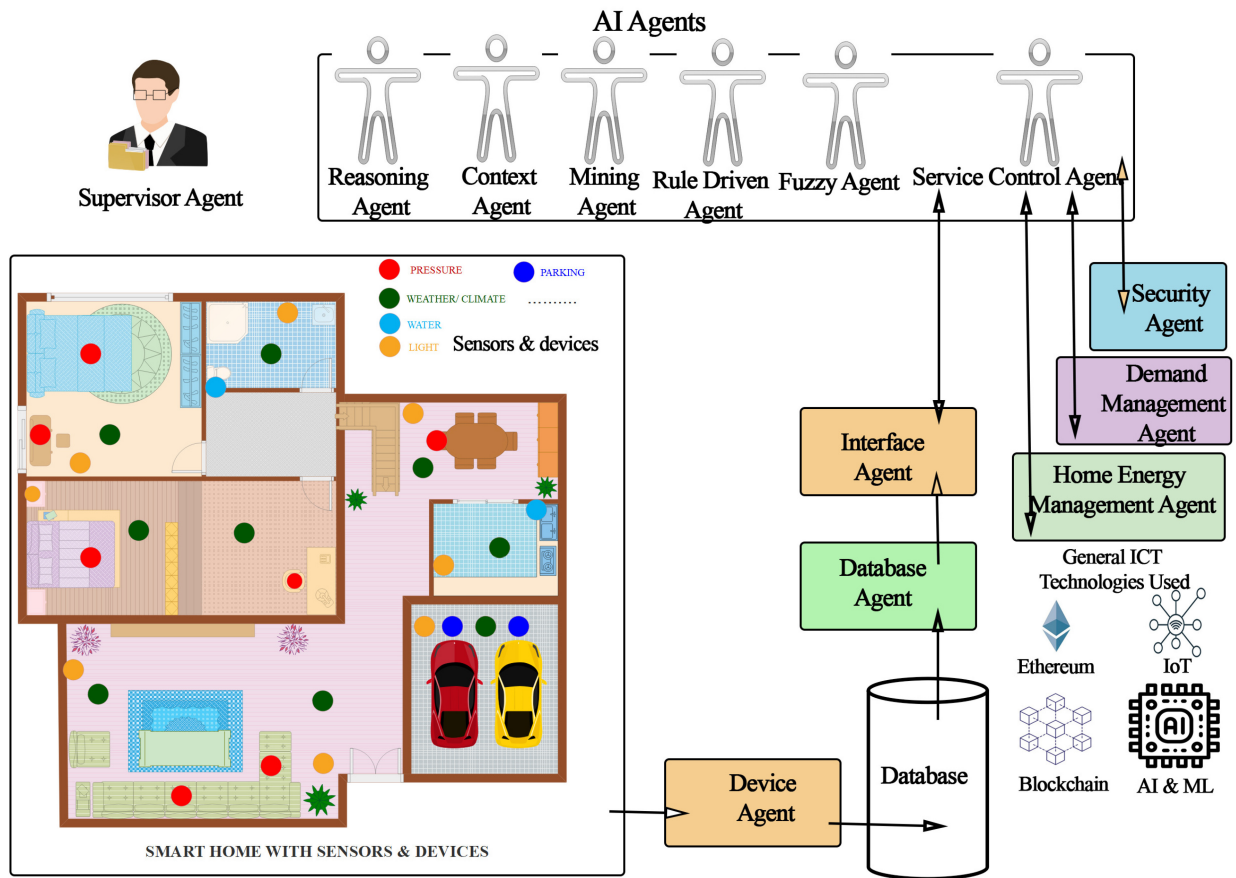 AI Agents
Supervisor Agent
Reasoning
Agent
Context
Agent
Mining
Agent
Rule Driven
Agent
Fuzzy Agent
Service Control Agent
PRESSURE
PARKING
WEATHER/ CLIMATE
...........
WATER
LIGHT
Sensors & devices
Security
Agent
Demand
Management
Agent
Interface
Agent
Home Energy
Management Agent
General ICT
Technologies Used
Database
Agent
Ethereum
IoT
AI
Blockchain
AI & ML
Database
Device
Agent
SMART HOME WITH SENSORS & DEVICES